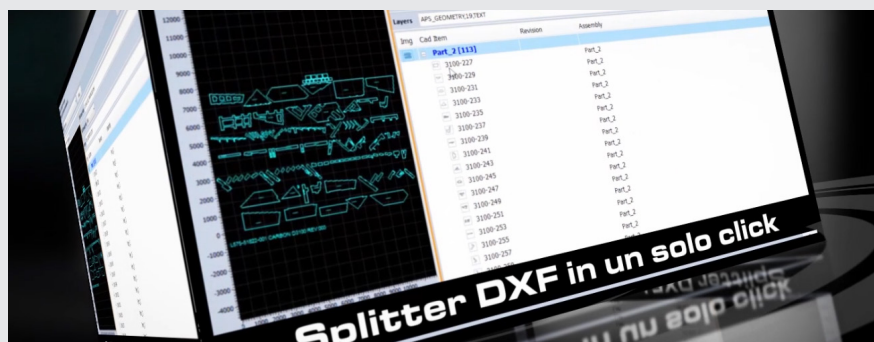 Layers APS_GEOMETRY,19,TEXT
Img Cad Item Revision Assembly
Part_2 [113]
3100-227 Part_2
3100-229 Part_2
3100-231 Part_2
3100-233 Part_2
3100-235 Part_2
3100-237 Part_2
3100-239 Part_2
3100-241 Part_2
3100-243 Part_2
3100-245 Part_2
3100-247 Part_2
3100-249 Part_2
3100-251 Part_2
3100-253
3100-255
3100-257
12000
11000
10000
9000
8000
7000
6000
5000
4000
3000
2000
1000
0
-1000
-2000
-3000
-4000
Splitter DXF in un solo click